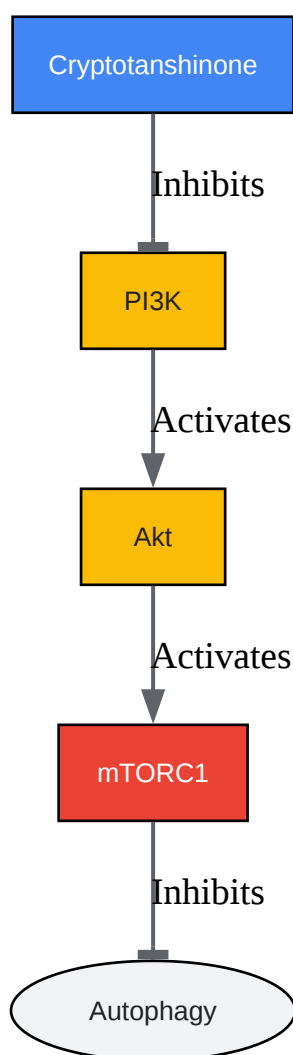 Cryptotanshinone
Inhibits
PI3K
Activates
Akt
Activates
mTORC1
Inhibits
Autophagy